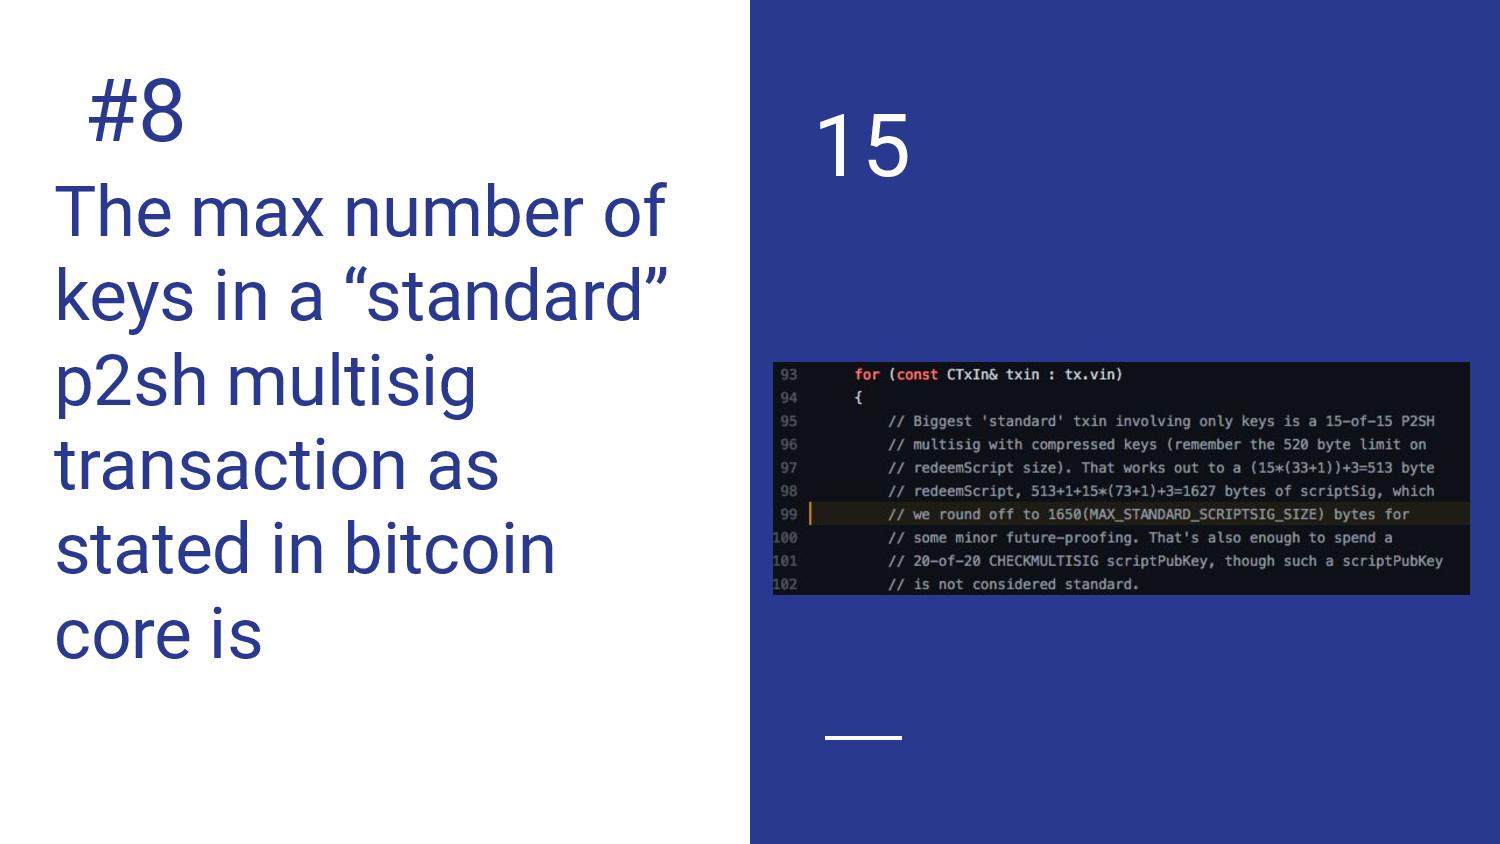 #8
The max number of
keys in a “standard”
p2sh multisig
transaction as
stated in bitcoin
core is
15
93 for (const CTxIn& txin : tx.vin)
94 {
95 // Biggest 'standard' txin involving only keys is a 15-of-15 P2SH
96 // multisig with compressed keys (remember the 520 byte limit on
97 // redeemScript size). That works out to a (15*(33+1))+3=513 byte
98 // redeemScript, 513+1+15*(73+1)+3=1627 bytes of scriptSig, which
99 // we round off to 1650(MAX_STANDARD_SCRIPTSIG_SIZE) bytes for
100 // some minor future-proofing. That's also enough to spend a
101 // 20-of-20 CHECKMULTISIG scriptPubKey, though such a scriptPubKey
102 // is not considered standard.